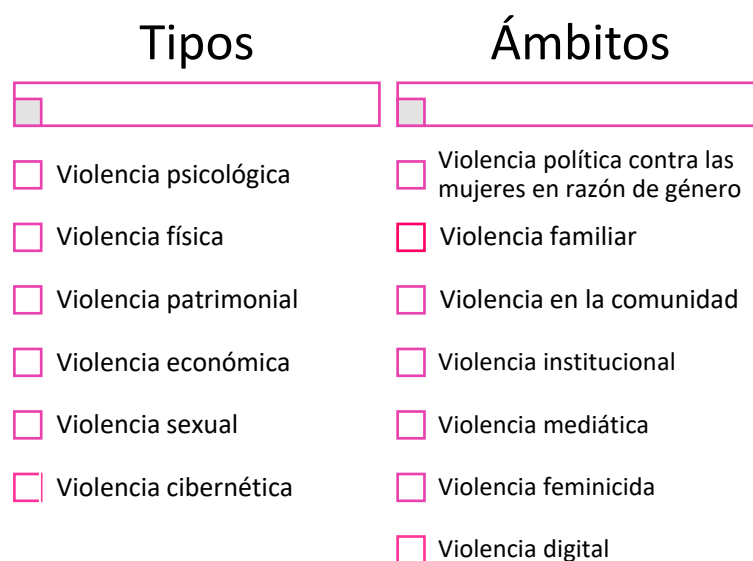 Tipos
Violencia psicológica
Violencia física
Violencia patrimonial
Violencia económica
Violencia sexual
Violencia cibernética
Ámbitos
Violencia política contra las
mujeres en razón de género
Violencia familiar
Violencia en la comunidad
Violencia institucional
Violencia mediática
Violencia feminicida
Violencia digital